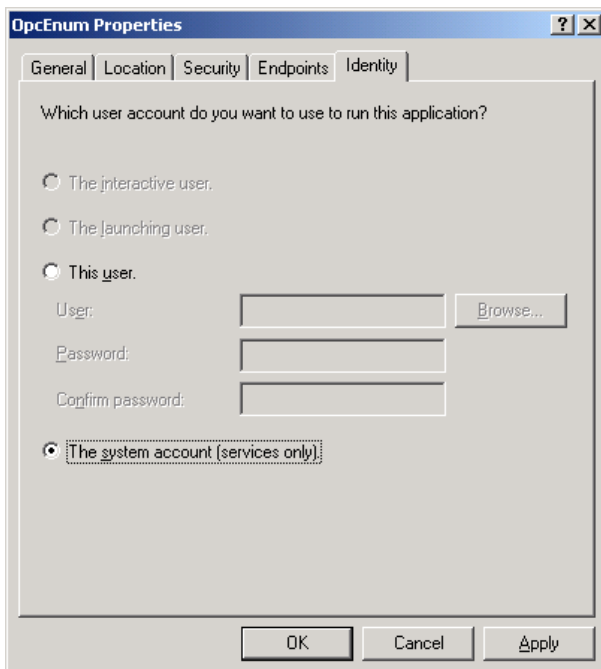 OpcEnum Properties
General Location Security Endpoints Identity
Which user account do you want to use to run this application?
The interactive user.
The launching user.
This user.
User:
Browse...
Password:
Confirm password:
The system account (services only).
OK Cancel Apply